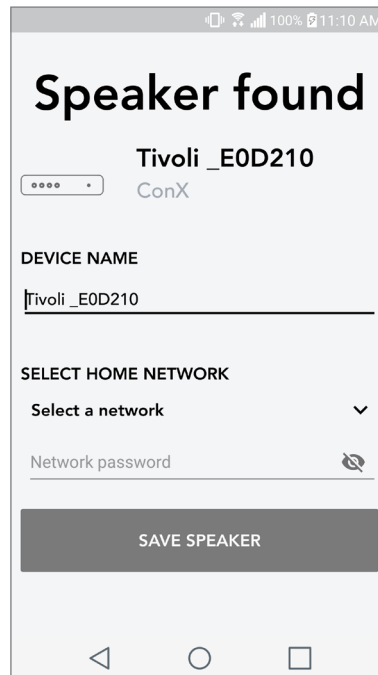 100% 11:10 AM
Speaker found
Tivoli _E0D210
ConX
DEVICE NAME
Tivoli _E0D210
SELECT HOME NETWORK
Select a network
Network password
SAVE SPEAKER